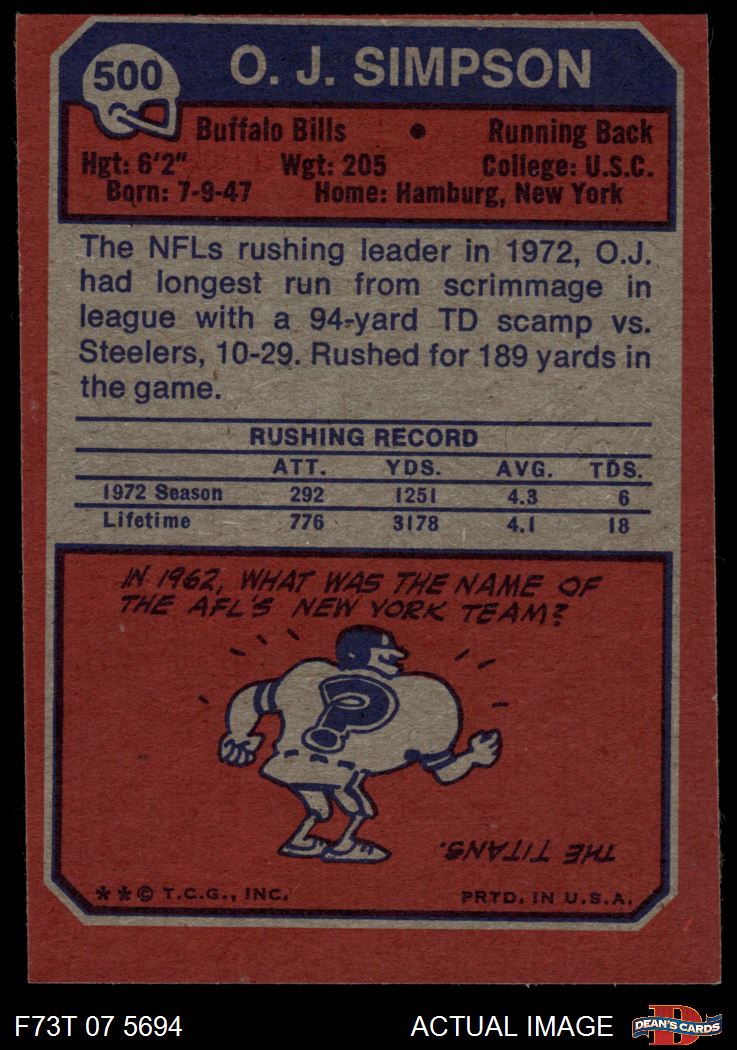 500
O. J. SIMPSON
Buffalo Bills • Running Back
Hgt: 6'2" Wgt: 205 College: U.S.C.
Born: 7-9-47 Home: Hamburg, New York
The NFLs rushing leader in 1972, O.J.
had longest run from scrimmage in
league with a 94-yard TD scamp vs.
Steelers, 10-29. Rushed for 189 yards in
the game.
RUSHING RECORD
ATT. YDS. AVG. TDS.
1972 Season 292 1251 4.3 6
Lifetime 776 3178 4.1 18
IN 1962, WHAT WAS THE NAME OF
THE AFL'S NEW YORK TEAM?
?
THE TITANS.
**© T.C.G., INC. PRTD. IN U.S.A.
F73T 07 5694 ACTUAL IMAGE D DEAN'S CARDS